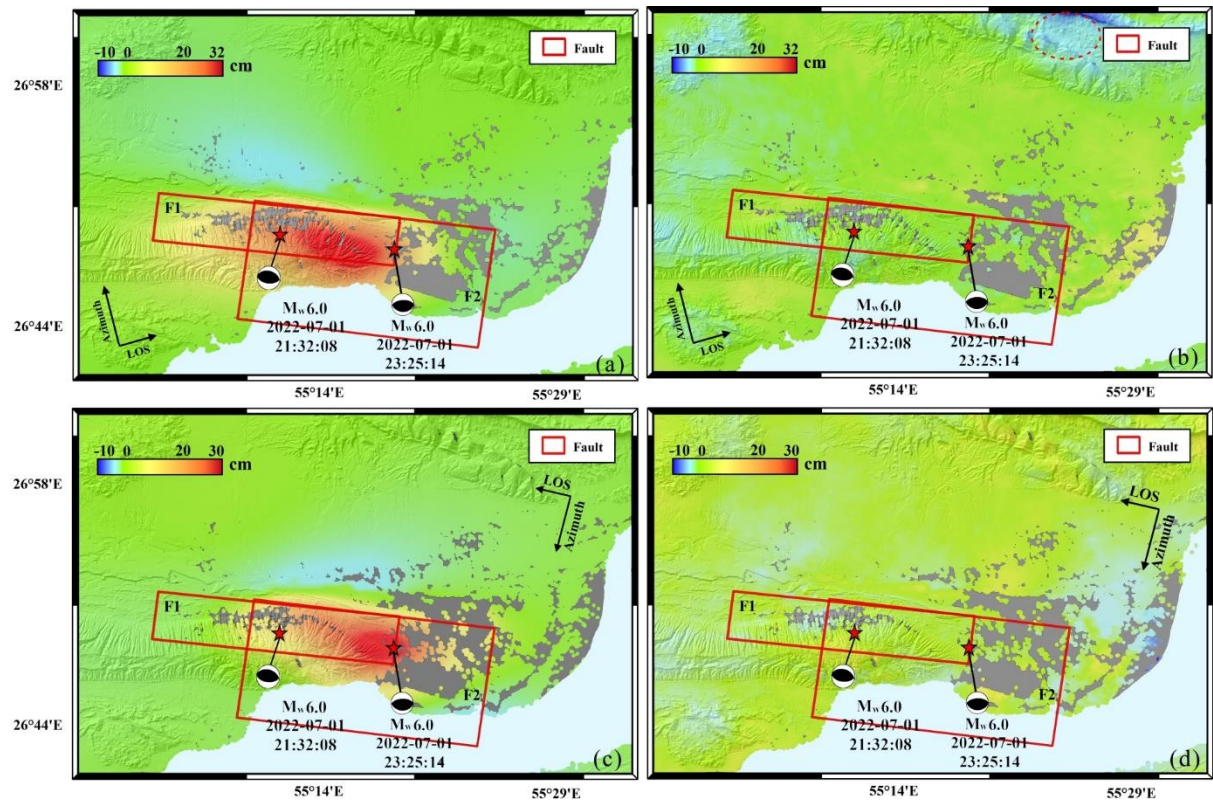 -10 0 20 32
cm
Fault
26°58'E
F1
F2
Azimuth
LOS
Mw6.0
2022-07-01
21:32:08
Mw6.0
2022-07-01
23:25:14
26°44'E
(a)
55°14'E
55°29'E
-10 0 20 32
cm
Fault
F1
F2
Azimuth
LOS
Mw6.0
2022-07-01
21:32:08
Mw6.0
2022-07-01
23:25:14
(b)
55°14'E
55°29'E
-10 0 20 30
cm
Fault
26°58'E
LOS
Azimuth
F1
F2
Mw6.0
2022-07-01
21:32:08
Mw6.0
2022-07-01
23:25:14
26°44'E
(c)
55°14'E
55°29'E
-10 0 20 30
cm
Fault
LOS
Azimuth
F1
F2
Mw6.0
2022-07-01
21:32:08
Mw6.0
2022-07-01
23:25:14
(d)
55°14'E
55°29'E